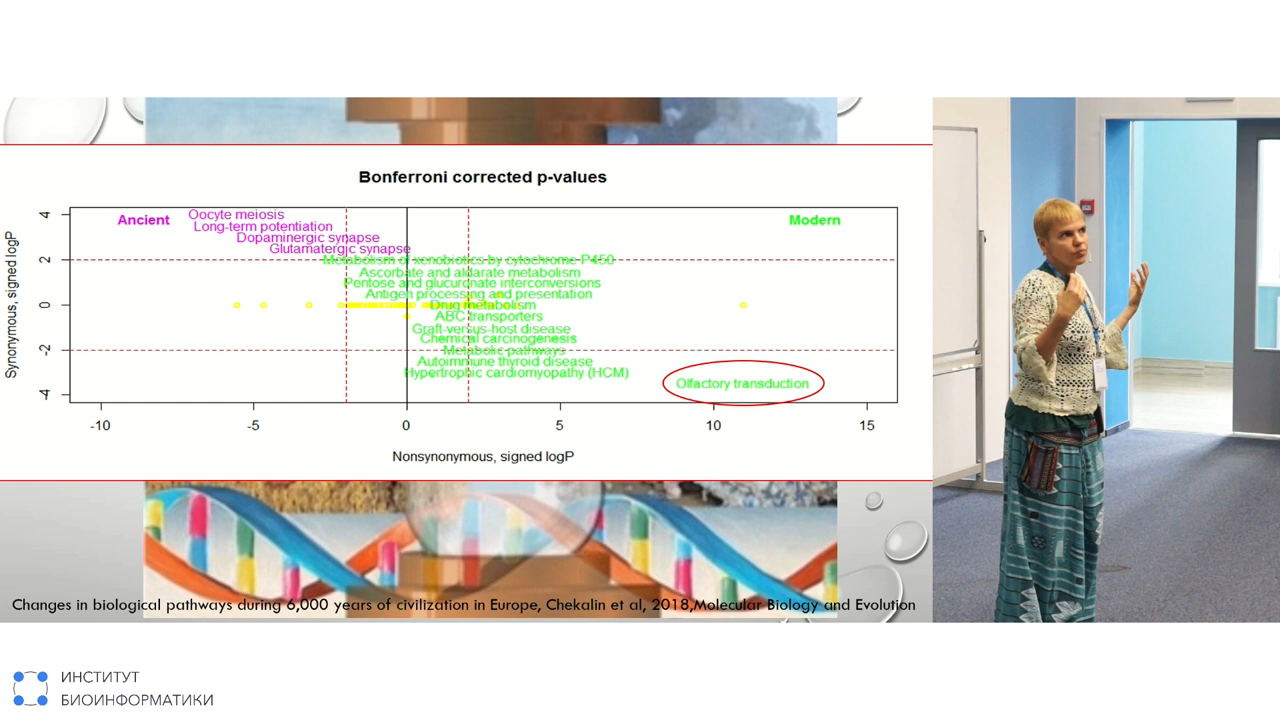 Bonferroni corrected p-values
Synonymous, signed logP
4
2
0
-2
-4
Ancient
Modern
Oocyte meiosis
Long-term potentiation
Dopaminergic synapse
Glutamatergic synapse
Metabolism of xenobiotics by cytochrome P450
Ascorbate and aldarate metabolism
Pentose and glucuronate interconversions
Antigen processing and presentation
Drug metabolism
ABC transporters
Graft-versus-host disease
Chemical carcinogenesis
Metabolic pathways
Autoimmune thyroid disease
Hypertrophic cardiomyopathy (HCM)
Olfactory transduction
-10 -5 0 5 10 15
Nonsynonymous, signed logP
Changes in biological pathways during 6,000 years of civilization in Europe, Chekalin et al, 2018,Molecular Biology and Evolution
ИНСТИТУТ
БИОИНФОРМАТИКИ